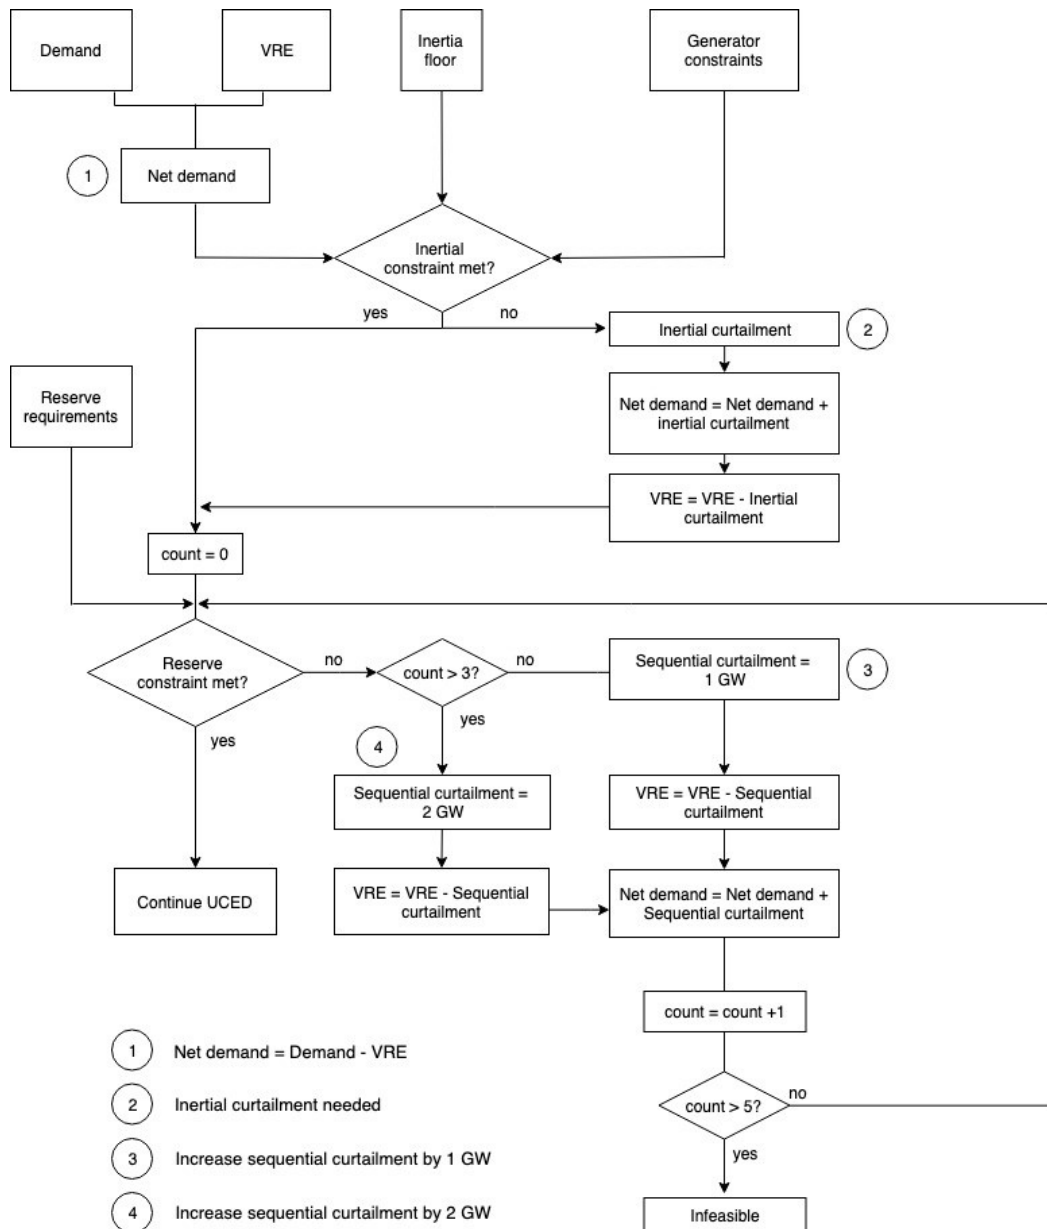 Demand
VRE
Inertia
floor
Generator
constraints
1
Net demand
Inertial
constraint met?
yes
no
Inertial curtailment
2
Reserve
requirements
Net demand = Net demand +
inertial curtailment
VRE = VRE - Inertial
curtailment
count = 0
Reserve
constraint met?
no
count > 3?
no
Sequential curtailment =
1 GW
3
yes
yes
4
Sequential curtailment =
2 GW
VRE = VRE - Sequential
curtailment
Continue UCED
VRE = VRE - Sequential
curtailment
Net demand = Net demand +
Sequential curtailment
count = count +1
count > 5?
no
yes
Infeasible
1 Net demand = Demand - VRE
2 Inertial curtailment needed
3 Increase sequential curtailment by 1 GW
4 Increase sequential curtailment by 2 GW